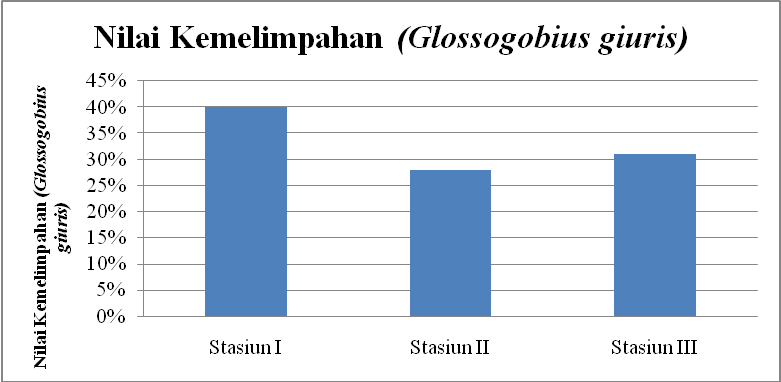 Nilai Kemelimpahan (Glossogobius giuris)
Nilai Kemelimpahan (Glossogobius
giuris)
45%
40%
35%
30%
25%
20%
15%
10%
5%
0%
Stasiun I
Stasiun II
Stasiun III